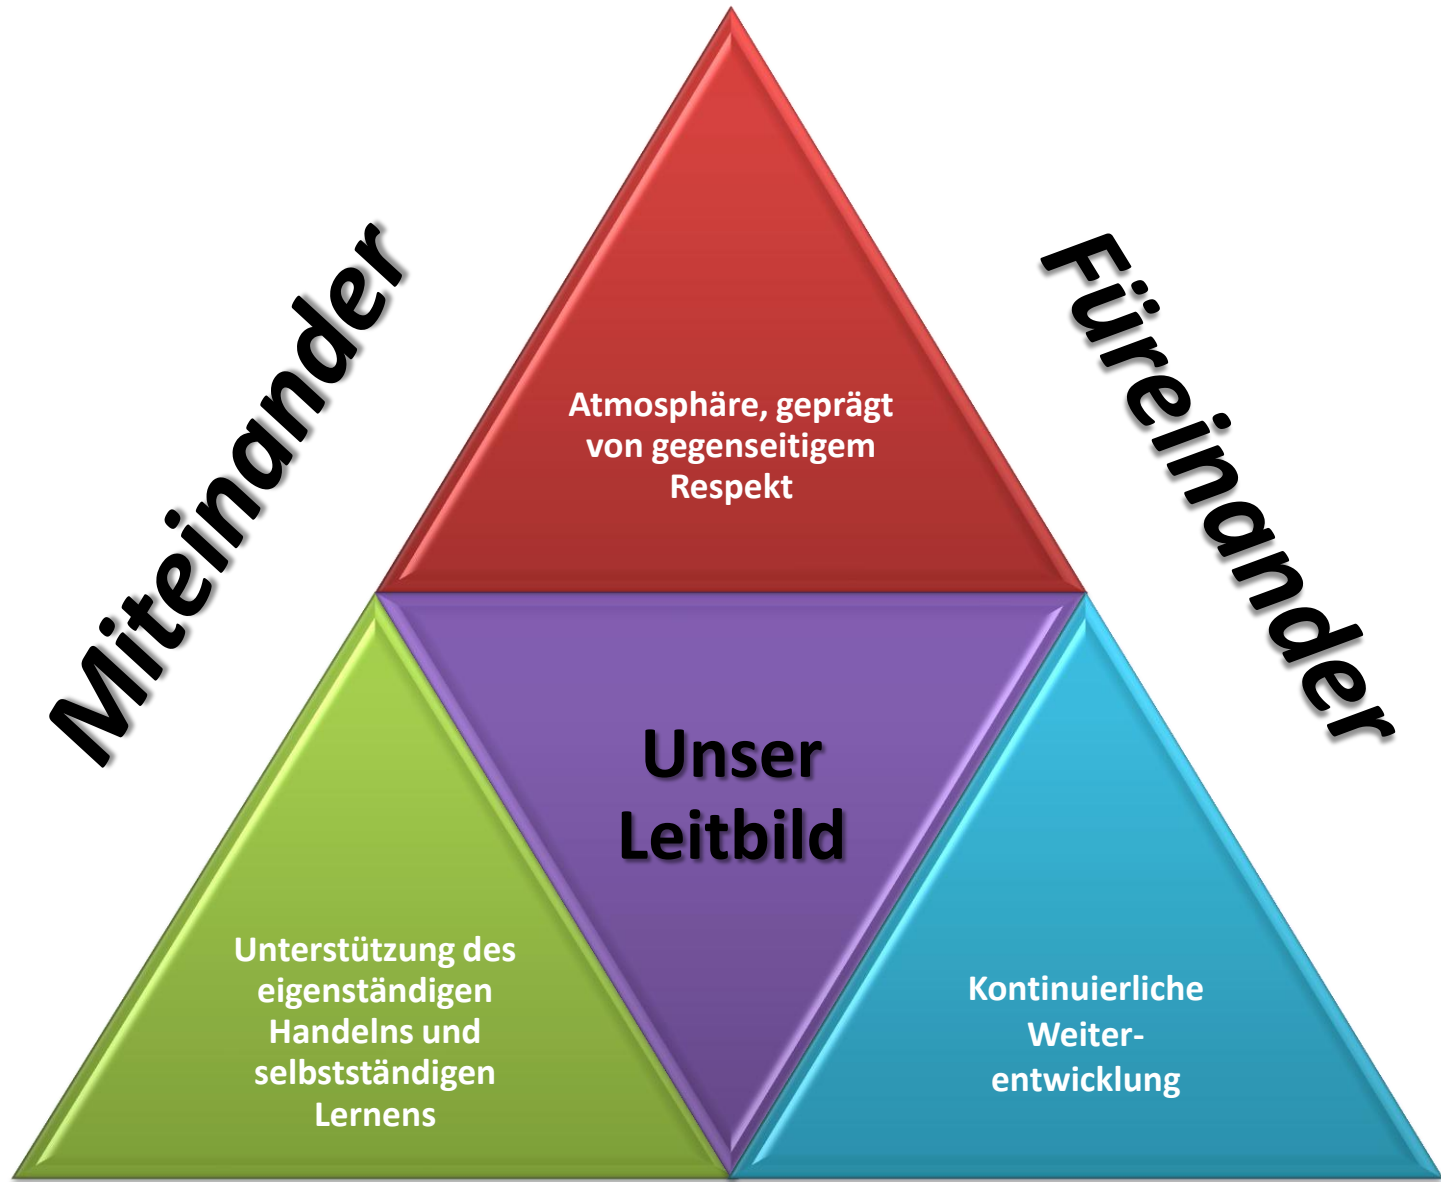 Miteinander
Füreinander
Atmosphäre, geprägt
von gegenseitigem
Respekt
Unser
Leitbild
Unterstützung des
eigenständigen
Handelns und
selbstständigen
Lernens
Kontinuierliche
Weiter-
entwicklung